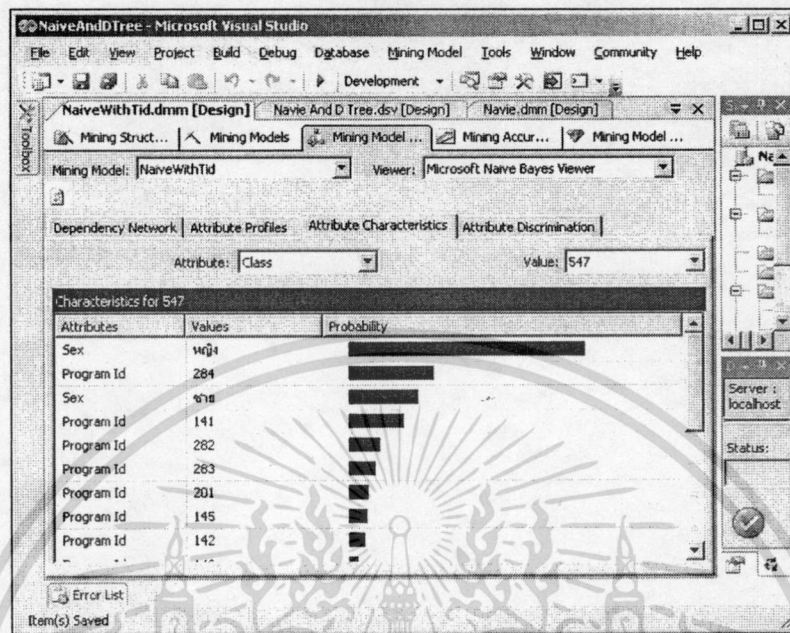 NaiveAndDTree - Microsoft Visual Studio
File Edit View Project Build Debug Database Mining Model Tools Window Community Help
Development
Toolbox
NaiveWithTid.dmm [Design] Navie And D Tree.dsv [Design] Navie.dmm [Design]
Mining Struct... Mining Models Mining Model ... Mining Accur... Mining Model ...
Mining Model: NaiveWithTid Viewer: Microsoft Naive Bayes Viewer
Dependency Network Attribute Profiles Attribute Characteristics Attribute Discrimination
Attribute: Class Value: 547
Characteristics for 547
Attributes Values Probability
Sex หญิง
Program Id 284
Sex ชาย
Program Id 141
Program Id 282
Program Id 283
Program Id 201
Program Id 145
Program Id 142
Server :
localhost
Status:
Error List
Item(s) Saved